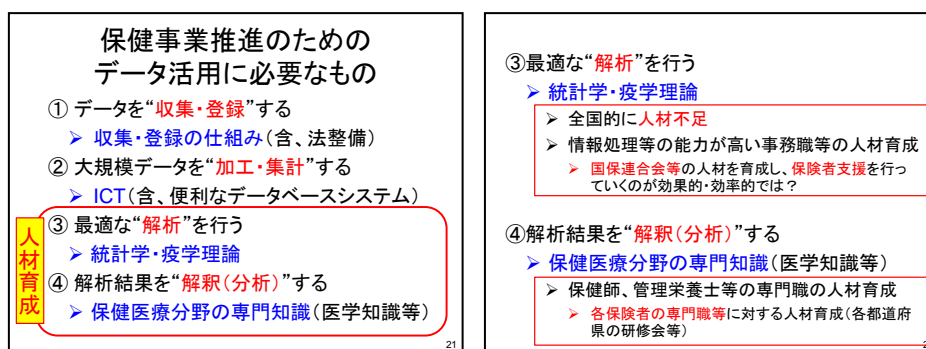 保健事業推進のための
データ活用に必要なもの
① データを“収集・登録”する
➢ 収集・登録の仕組み(含、法整備)
② 大規模データを“加工・集計”する
➢ ICT(含、便利なデータベースシステム)
人材育成
③ 最適な“解析”を行う
➢ 統計学・疫学理論
④ 解析結果を“解釈(分析)”する
➢ 保健医療分野の専門知識(医学知識等)
21
③最適な“解析”を行う
➢ 統計学・疫学理論
➢ 全国的に人材不足
➢ 情報処理等の能力が高い事務職等の人材育成
➢ 国保連合会等の人材を育成し、保険者支援を行っ
ていくのが効果的・効率的では?
④解析結果を“解釈(分析)”する
➢ 保健医療分野の専門知識(医学知識等)
➢ 保健師、管理栄養士等の専門職の人材育成
➢ 各保険者の専門職等に対する人材育成(各都道府
県の研修会等)